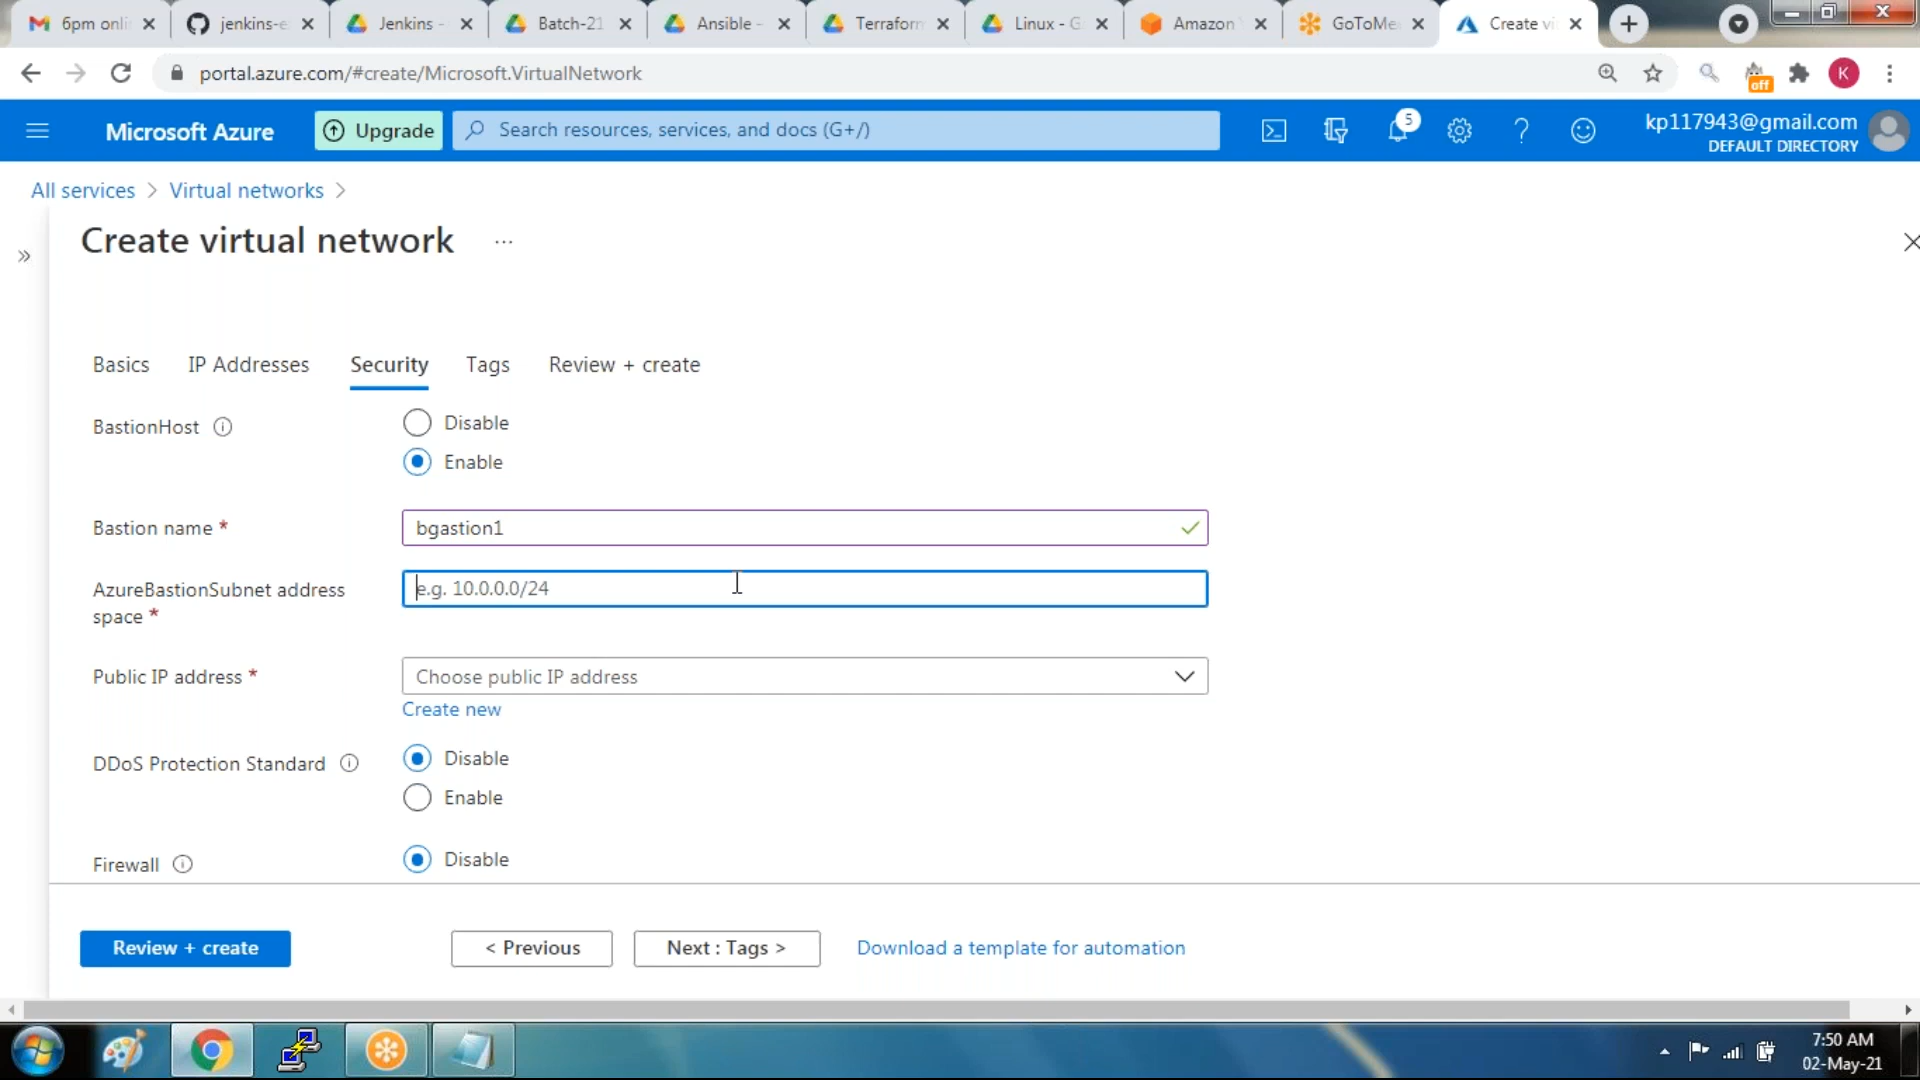 6pm onli
jenkins-e
Jenkins -
Batch-21
Ansible -
Terraform
Linux - G
Amazon
GoToMe
Create vi
portal.azure.com/#create/Microsoft.VirtualNetwork
off
K
Microsoft Azure
Upgrade
Search resources, services, and docs (G+/)
5
kp117943@gmail.com
DEFAULT DIRECTORY
All services > Virtual networks >
Create virtual network ...
Basics
IP Addresses
Security
Tags
Review + create
BastionHost
Disable
Enable
Bastion name *
bgastion1
AzureBastionSubnet address
space *
e.g. 10.0.0.0/24
Public IP address *
Choose public IP address
Create new
DDoS Protection Standard
Disable
Enable
Firewall
Disable
Review + create
< Previous
Next : Tags >
Download a template for automation
7:50 AM
02-May-21